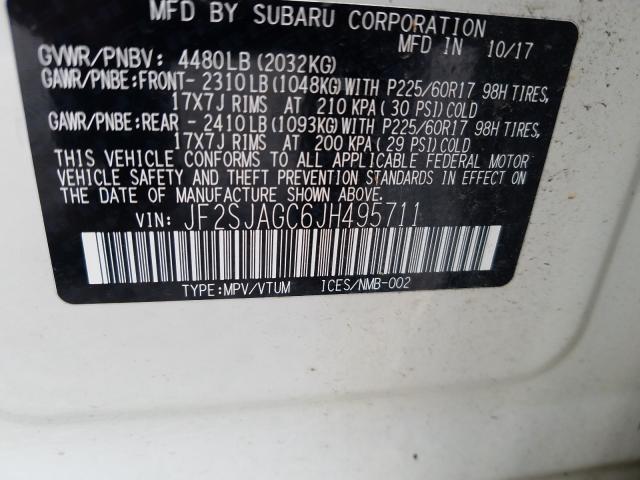 MFD BY SUBARU CORPORATION
MFD IN 10/17
GVWR/PNBV: 4480LB(2032KG)
GAWR/PNBE:FRONT-2310LB(1048KG)WITH P225/60R17 98H TIRES,
17X7J RIMS AT 210 KPA(30 PSI)COLD
GAWR/PNBE:REAR -2410LB(1093KG)WITH P225/60R17 98H TIRES,
17X7J RIMS AT 200 KPA(29 PSI)COLD
THIS VEHICLE CONFORMS TO ALL APPLICABLE FEDERAL MOTOR
VEHICLE SAFETY AND THEFT PREVENTION STANDARDS IN EFFECT ON
THE DATE OF MANUFACTURE SHOWN ABOVE.
VIN: JF2SJAGC6JH495711
TYPE:MPV/VTUM ICES/NMB-002